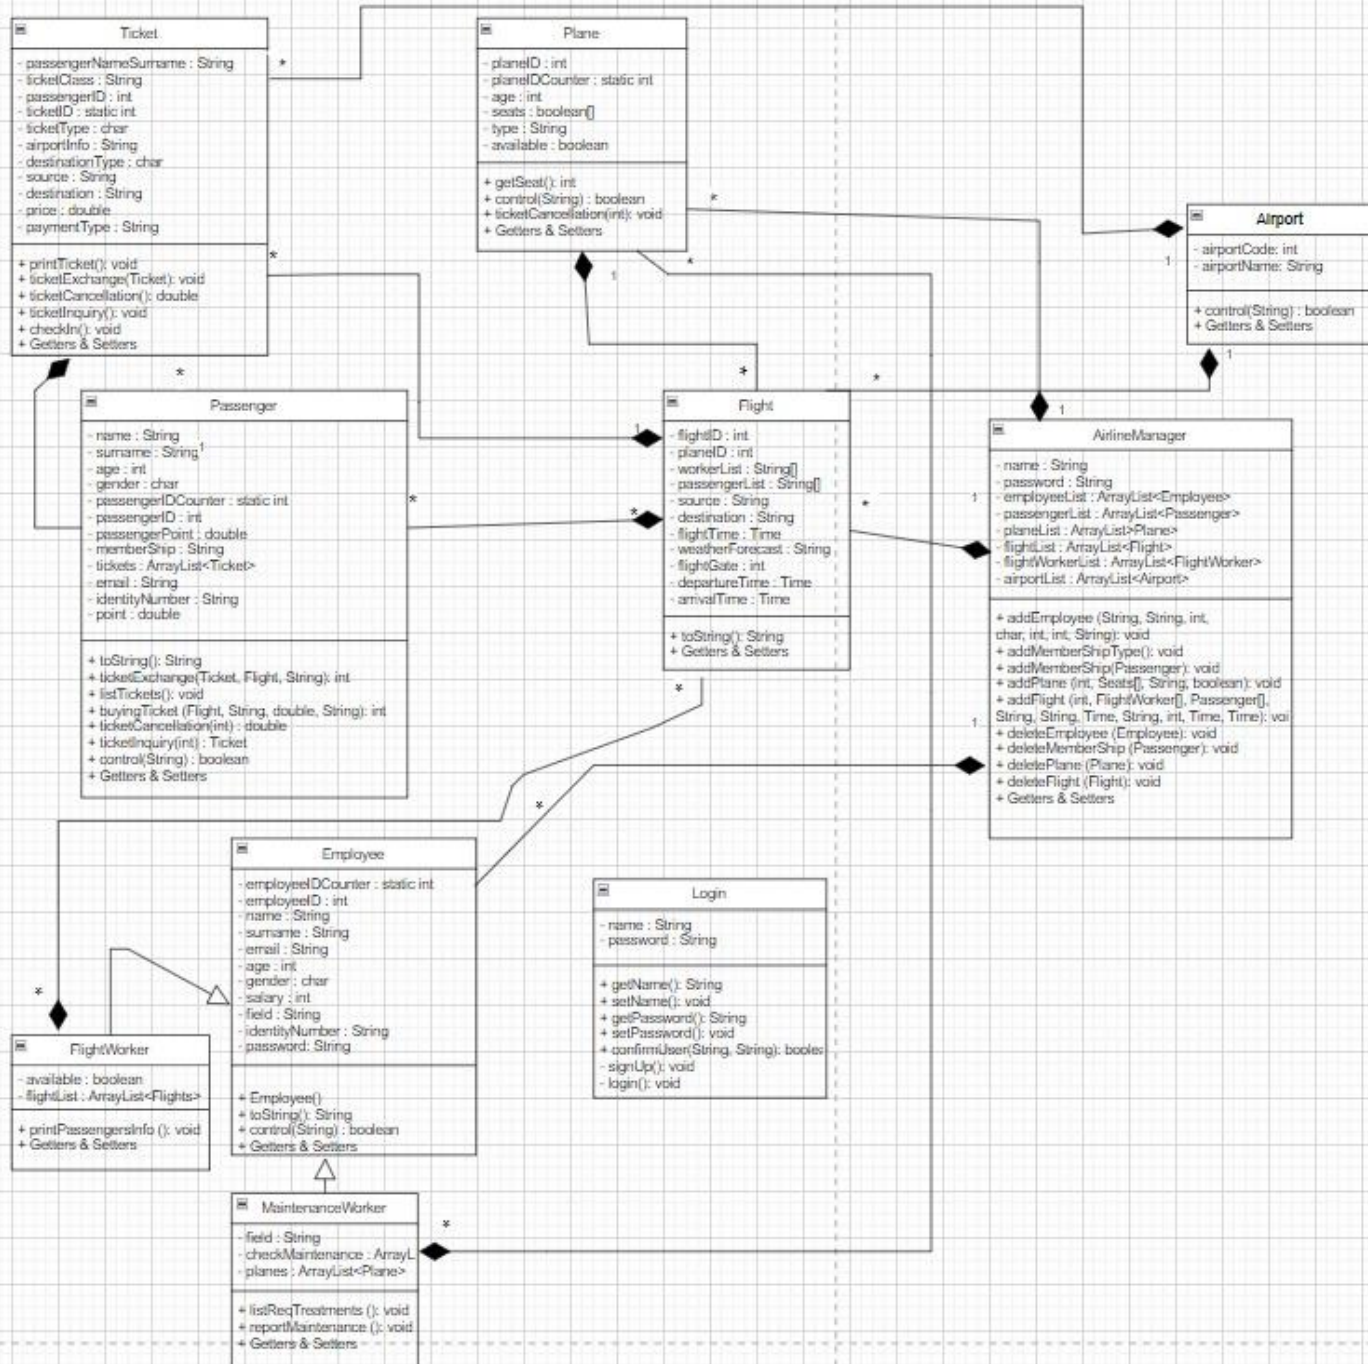 Ticket
- passengerNameSurname : String
- ticketClass : String
- passengerID : int
- ticketID : static int
- ticketType : char
- airportInfo : String
- destinationType : char
- source : String
- destination : String
- price : double
- paymentType : String
+ printTicket(): void
+ ticketExchange(Ticket): void
+ ticketCancellation(): double
+ ticketInquiry(): void
+ checkIn(): void
+ Getters & Setters
*
*
*
Plane
- planeID : int
- planeIDCounter : static int
- age : int
- seats : boolean[]
- type : String
- available : boolean
+ getSeat(): int
+ control(String) : boolean
+ ticketCancellation(int): void
+ Getters & Setters
*
*
1
Airport
- airportCode: int
- airportName: String
+ control(String) : boolean
+ Getters & Setters
1
1
Passenger
- name : String
- surname : String
1
- age : int
- gender : char
- passengerIDCounter : static int
- passengerID : int
- passengerPoint : double
- memberShip : String
- tickets : ArrayList<Ticket>
- email : String
- identityNumber : String
- point : double
+ toString(): String
+ ticketExchange(Ticket, Flight, String): int
+ listTickets(): void
+ buyingTicket (Flight, String, double, String): int
+ ticketCancellation(int) : double
+ ticketInquiry(int) : Ticket
+ control(String) : boolean
+ Getters & Setters
*
*
*
1
*
Flight
- flightID : int
- planeID : int
- workerList : String[]
- passengerList : String[]
- source : String
- destination : String
- flightTime : Time
- weatherForecast : String
- flightGate : int
- departureTime : Time
- arrivalTime : Time
+ toString(): String
+ Getters & Setters
*
*
1
1
1
AirlineManager
- name : String
- password : String
- employeeList : ArrayList<Employee>
- passengerList : ArrayList<Passenger>
- planeList : ArrayList>Plane>
- flightList : ArrayList<Flight>
- flightWorkerList : ArrayList<FlightWorker>
- airportList : ArrayList<Airport>
+ addEmployee (String, String, int,
char, int, int, String): void
+ addMemberShipType(): void
+ addMemberShip(Passenger): void
+ addPlane (int, Seats[], String, boolean): void
+ addFlight (int, FlightWorker[], Passenger[],
String, String, Time, String, int, Time, Time): voi
+ deleteEmployee (Employee): void
+ deleteMemberShip (Passenger): void
+ deletePlane (Plane): void
+ deleteFlight (Flight): void
+ Getters & Setters
*
Employee
- employeeIDCounter : static int
- employeeID : int
- name : String
- surname : String
- email : String
- age : int
- gender : char
- salary : int
- field : String
- identityNumber : String
- password: String
+ Employee()
+ toString(): String
+ control(String) : boolean
+ Getters & Setters
Login
- name : String
- password : String
+ getName(): String
+ setName(): void
+ getPassword(): String
+ setPassword(): void
+ confirmUser(String, String): boolea
- signUp(): void
- login(): void
*
FlightWorker
- available : boolean
- flightList : ArrayList<Flights>
+ printPassengersInfo (): void
+ Getters & Setters
MaintenanceWorker
- field : String
- checkMaintenance : ArrayL
- planes : ArrayList<Plane>
+ listReqTreatments (): void
+ reportMaintenance (): void
+ Getters & Setters
*